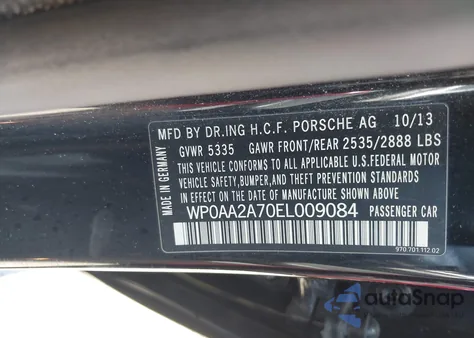 MFD BY DR.ING H.C.F. PORSCHE AG 10/13
GVWR 5335 GAWR FRONT/REAR 2535/2888 LBS
THIS VEHICLE CONFORMS TO ALL APPLICABLE U.S.FEDERAL MOTOR
VEHICLE SAFETY,BUMPER,AND THEFT PREVENTION STANDARDS
IN EFFECT ON THE DATE OF MANUFACTURE SHOWN ABOVE.
WP0AA2A70EL009084 PASSENGER CAR
MADE IN GERMANY
970.701.112.02
autoSnap